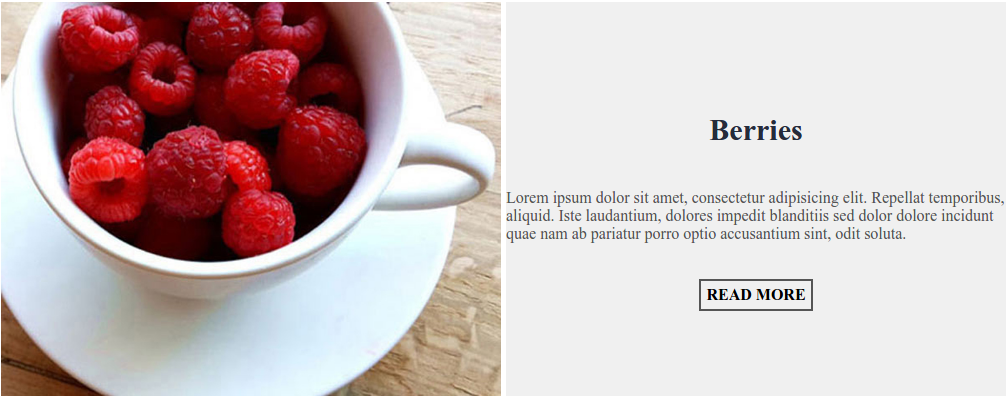 Berries
Lorem ipsum dolor sit amet, consectetur adipisicing elit. Repellat temporibus,
aliquid. Iste laudantium, dolores impedit blanditiis sed dolor dolore incidunt
quae nam ab pariatur porro optio accusantium sint, odit soluta.
READ MORE